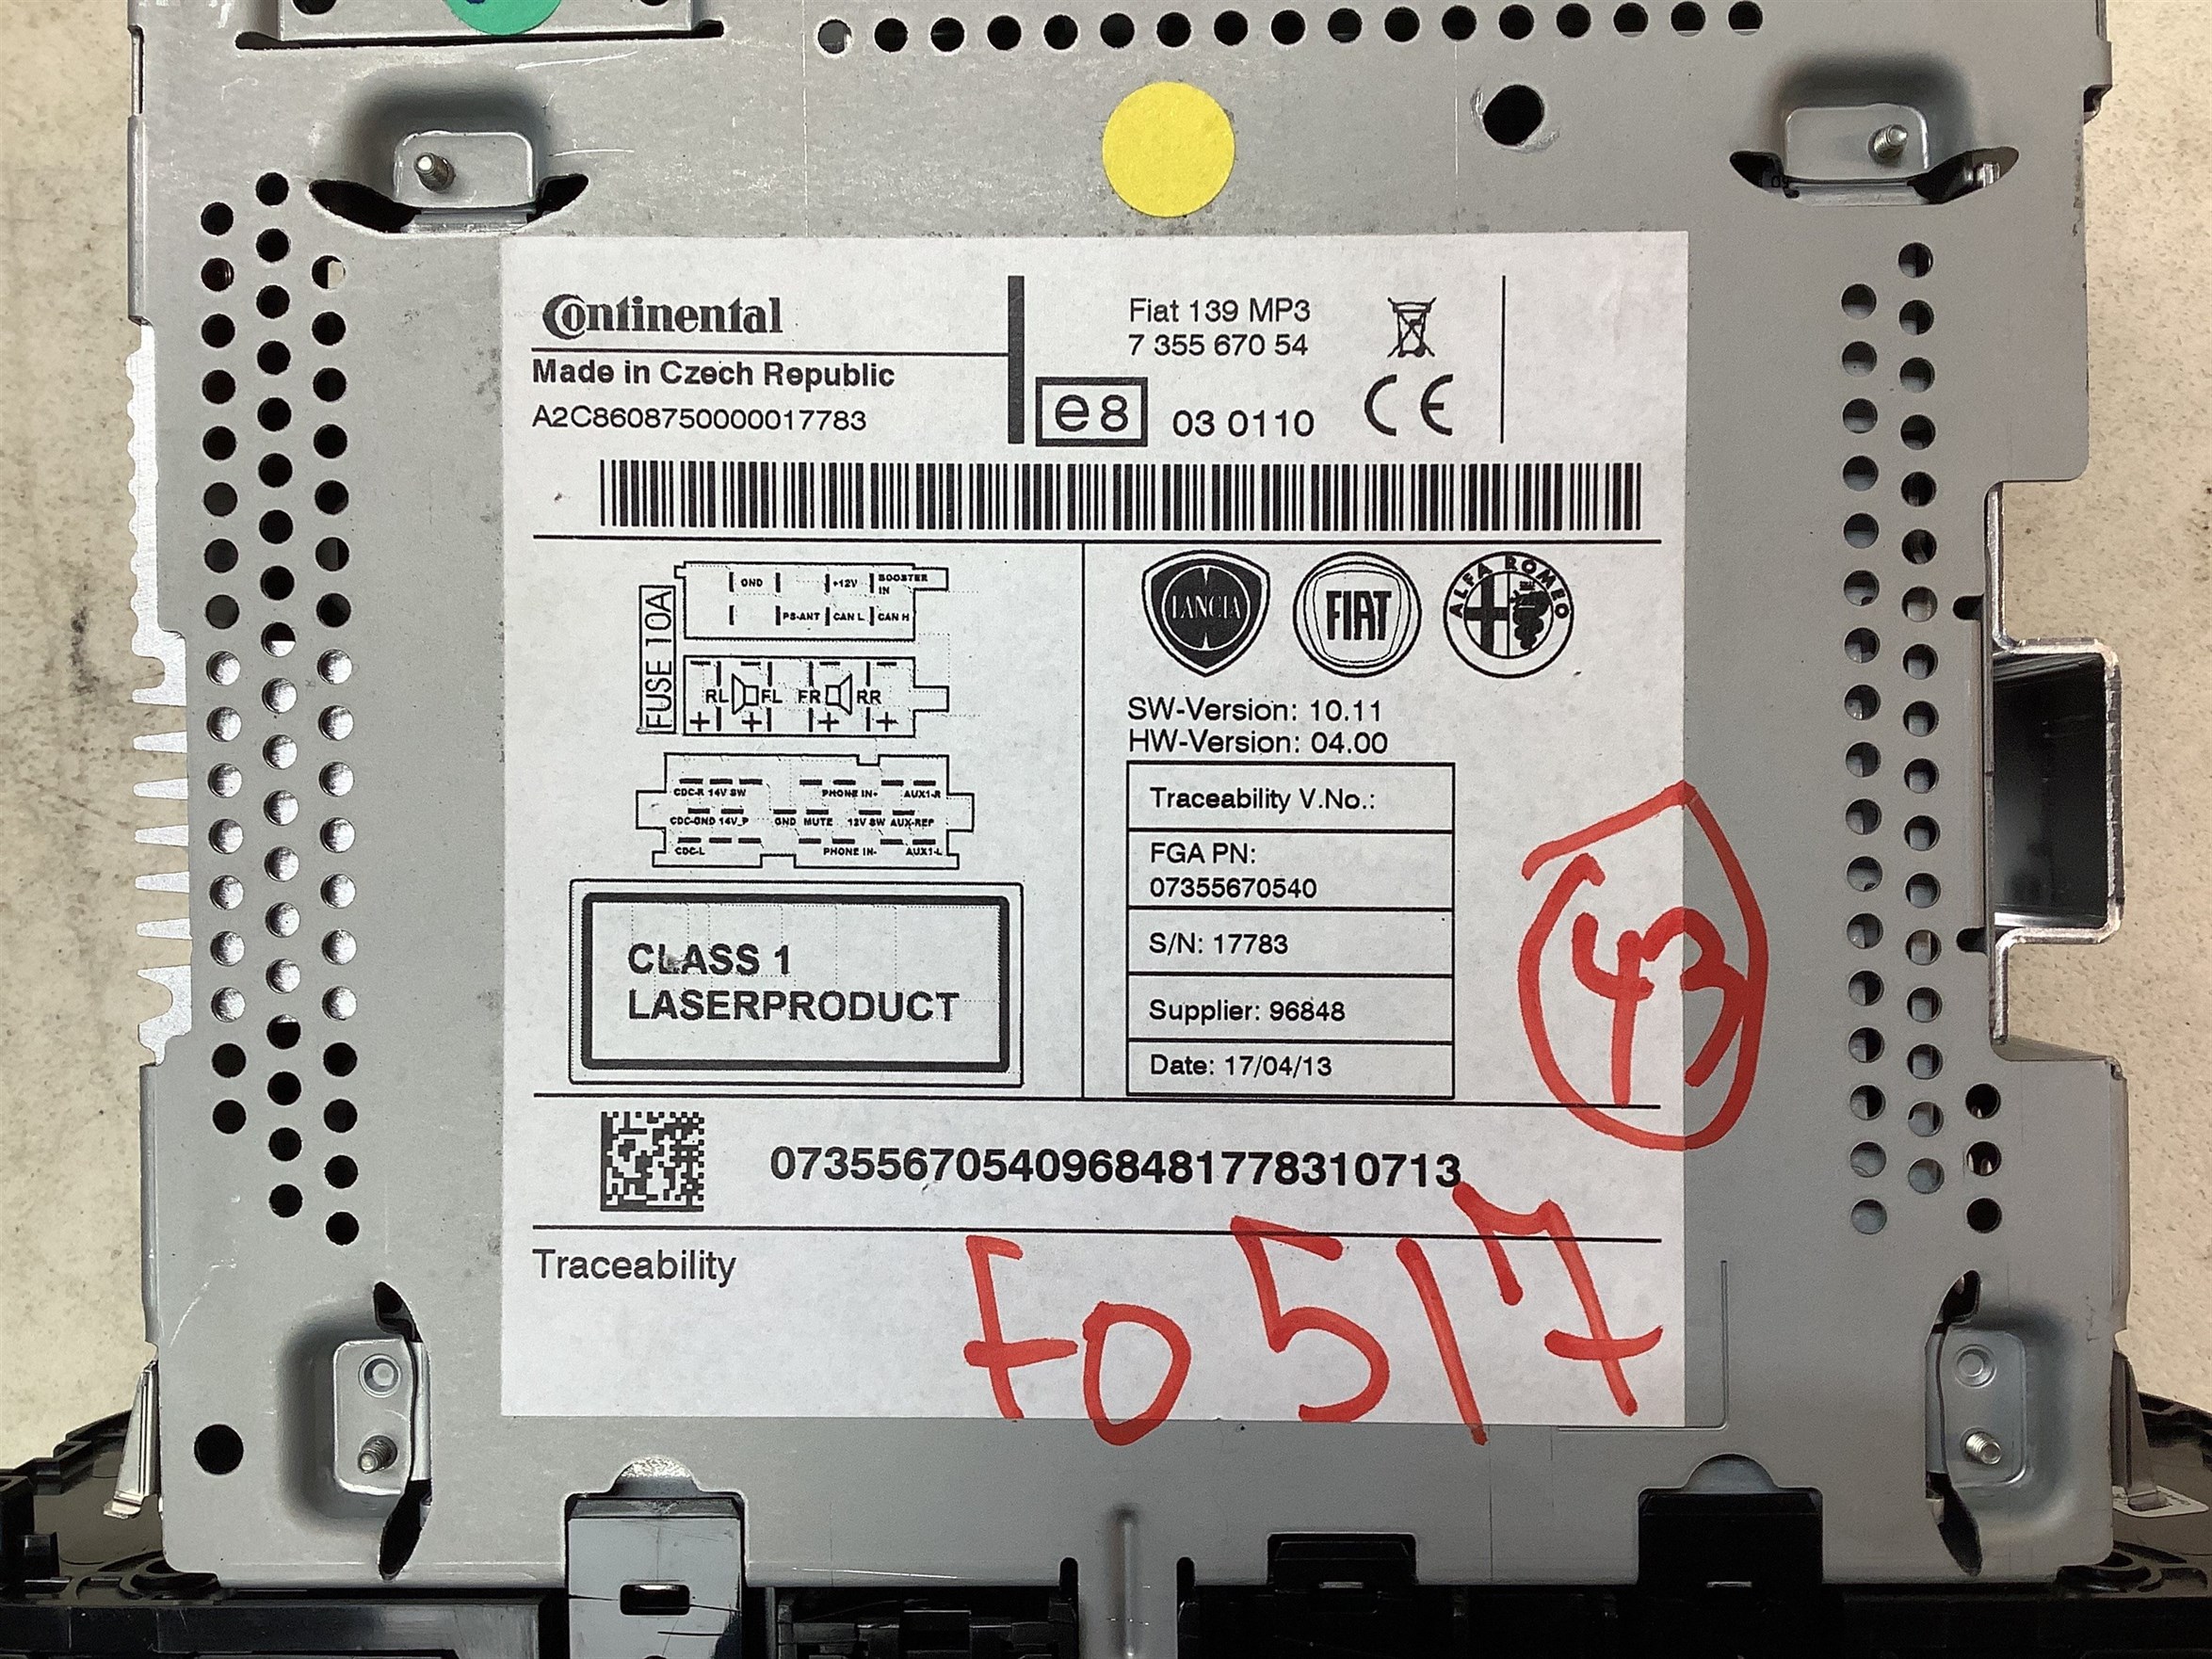 Continental
Made in Czech Republic
A2C8608750000017783
Fiat 139 MP3
7 355 670 54
e8 03 0110 CE
FUSE 10A
GND +12V BOOSTER IN
PS-ANT CAN L CAN H
RL FL FR RR
+ + + +
CDC-R 14V SW PHONE IN+ AUX1-R
CDC-GND 14V_P GND MUTE 12V SW AUX-REF
CDC-L PHONE IN- AUX1-L
CLASS 1
LASERPRODUCT
LANCIA FIAT ALFA ROMEO
SW-Version: 10.11
HW-Version: 04.00
Traceability V.No.:
FGA PN:
07355670540
S/N: 17783
Supplier: 96848
Date: 17/04/13
43
07355670540968481778310713
Traceability
F0517